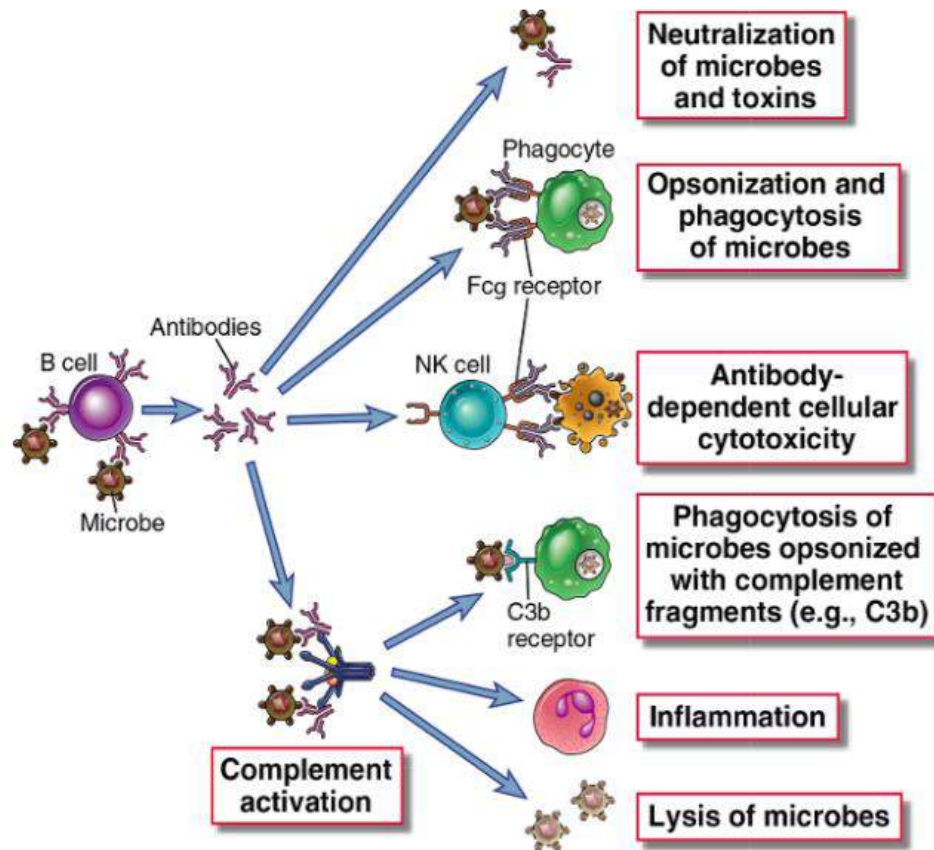 Neutralization
of microbes
and toxins
Phagocyte
Opsonization and
phagocytosis
of microbes
Fcg receptor
Antibodies
B cell
NK cell
Antibody-
dependent cellular
cytotoxicity
Microbe
Phagocytosis of
microbes opsonized
with complement
fragments (e.g., C3b)
C3b
receptor
Inflammation
Complement
activation
Lysis of microbes